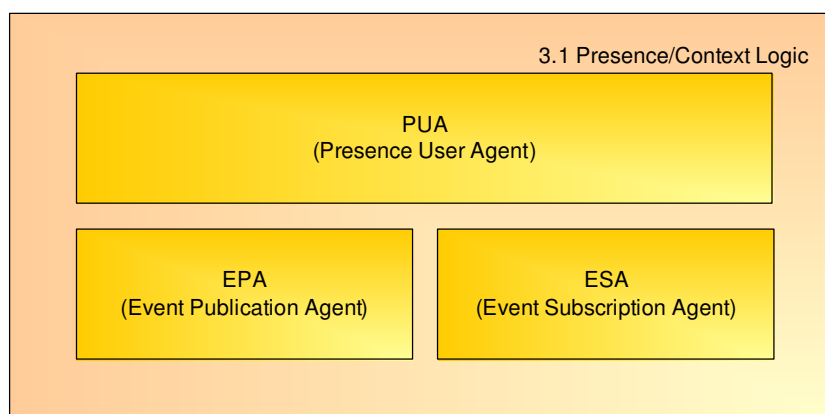 3.1 Presence/Context Logic
PUA
(Presence User Agent)
EPA
(Event Publication Agent)
ESA
(Event Subscription Agent)